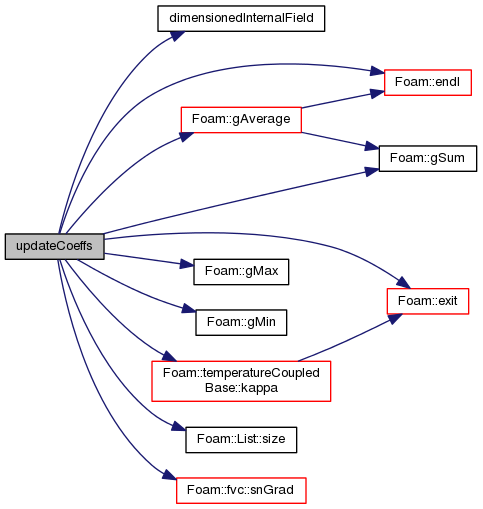 dimensionedInternalField
Foam::endl
Foam::gAverage
Foam::gSum
updateCoeffs
Foam::gMax
Foam::exit
Foam::gMin
Foam::temperatureCoupled
Base::kappa
Foam::List::size
Foam::fvc::snGrad